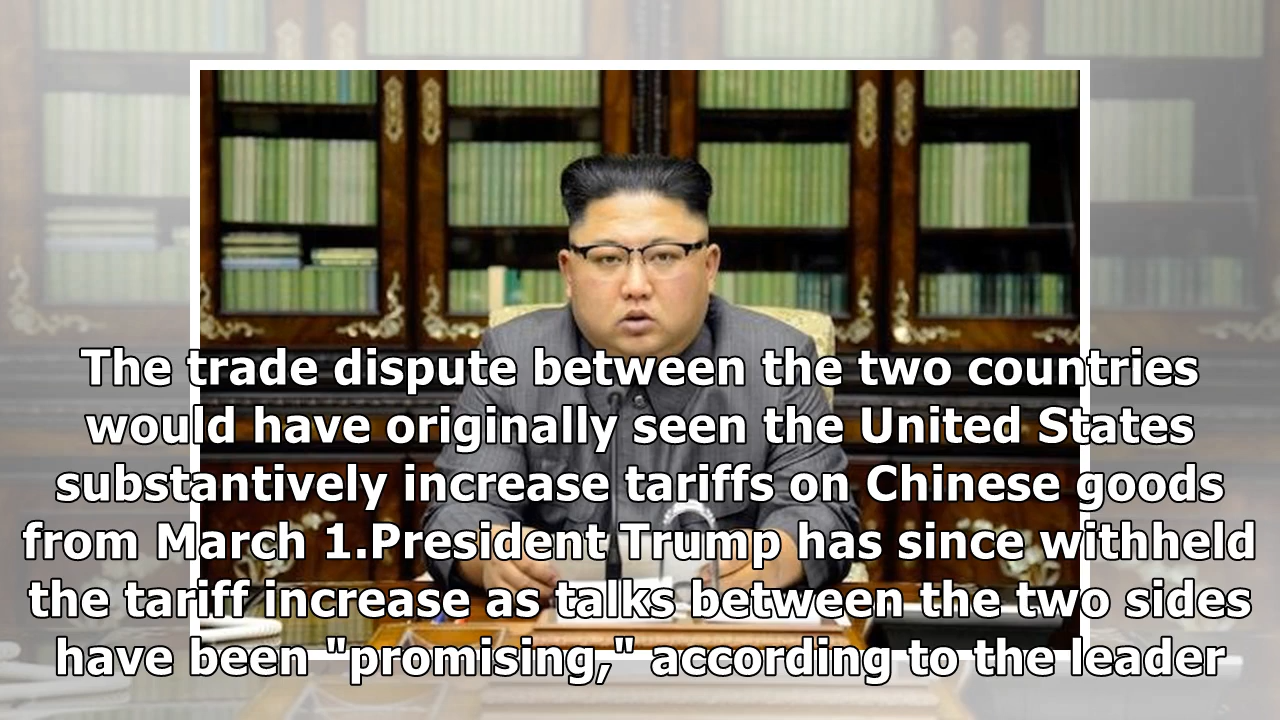 The trade dispute between the two countries
would have originally seen the United States
substantively increase tariffs on Chinese goods
from March 1.President Trump has since withheld
the tariff increase as talks between the two sides
have been "promising," according to the leader